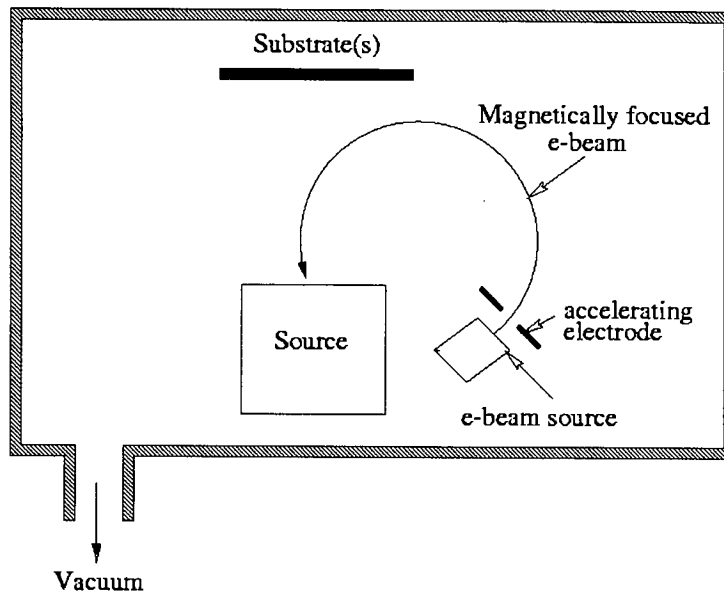 Substrate(s)
Magnetically focused
e-beam
Source
accelerating
electrode
e-beam source
Vacuum